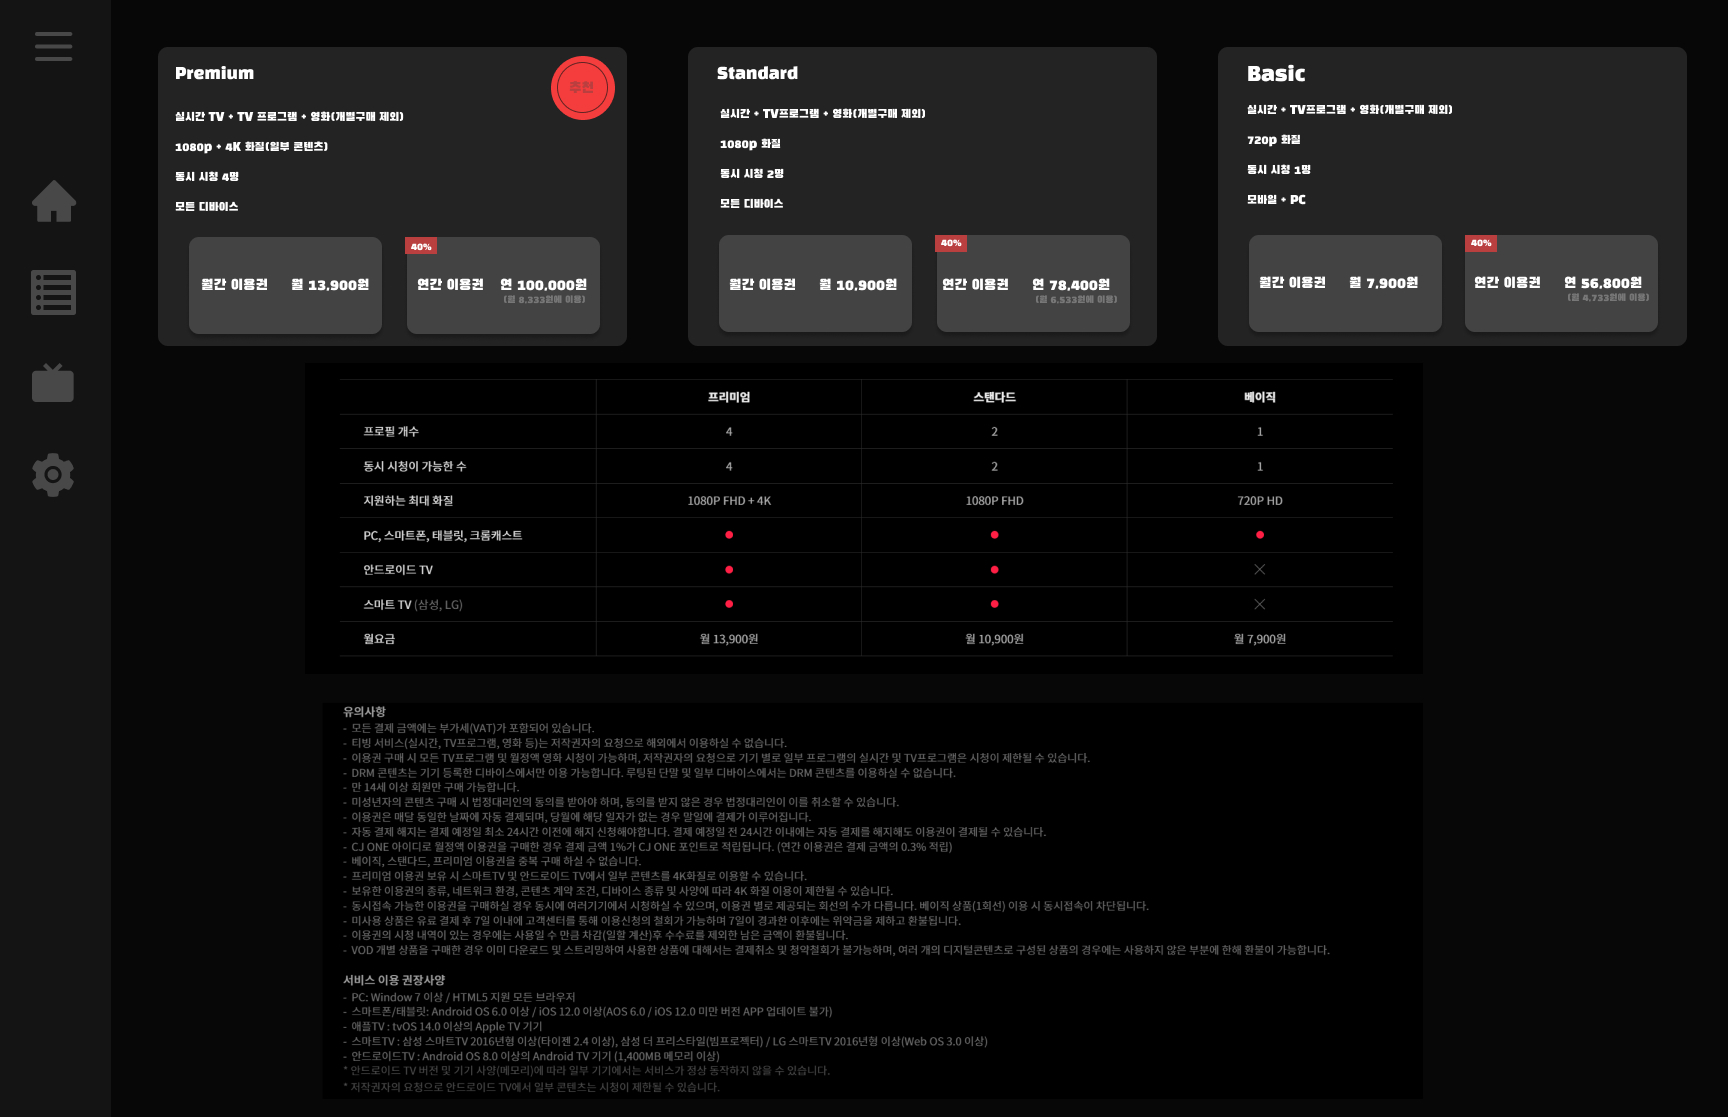 Premium
추천
실시간 TV + TV 프로그램 + 영화(개별구매 제외)
1080p + 4K 화질(일부 콘텐츠)
동시 시청 4명
모든 디바이스
월간 이용권 월 13,900원
40%
연간 이용권 연 100,000원
(월 8,333원에 이용)
Standard
실시간 + TV프로그램 + 영화(개별구매 제외)
1080p 화질
동시 시청 2명
모든 디바이스
월간 이용권 월 10,900원
40%
연간 이용권 연 78,400원
(월 6,533원에 이용)
Basic
실시간 + TV프로그램 + 영화(개별구매 제외)
720p 화질
동시 시청 1명
모바일 + PC
월간 이용권 월 7,900원
40%
연간 이용권 연 56,800원
(월 4,733원에 이용)
프리미엄 스탠다드 베이직
프로필 개수 4 2 1
동시 시청이 가능한 수 4 2 1
지원하는 최대 화질 1080P FHD + 4K 1080P FHD 720P HD
PC, 스마트폰, 태블릿, 크롬캐스트
안드로이드 TV
스마트 TV (삼성, LG)
월요금 월 13,900원 월 10,900원 월 7,900원
유의사항
- 모든 결제 금액에는 부가세(VAT)가 포함되어 있습니다.
- 티빙 서비스(실시간, TV프로그램, 영화 등)는 저작권자의 요청으로 해외에서 이용하실 수 없습니다.
- 이용권 구매 시 모든 TV프로그램 및 월정액 영화 시청이 가능하며, 저작권자의 요청으로 기기 별로 일부 프로그램의 실시간 및 TV프로그램은 시청이 제한될 수 있습니다.
- DRM 콘텐츠는 기기 등록한 디바이스에서만 이용 가능합니다. 루팅된 단말 및 일부 디바이스에서는 DRM 콘텐츠를 이용하실 수 없습니다.
- 만 14세 이상 회원만 구매 가능합니다.
- 미성년자의 콘텐츠 구매 시 법정대리인의 동의를 받아야 하며, 동의를 받지 않은 경우 법정대리인이 이를 취소할 수 있습니다.
- 이용권은 매달 동일한 날짜에 자동 결제되며, 당월에 해당 일자가 없는 경우 말일에 결제가 이루어집니다.
- 자동 결제 해지는 결제 예정일 최소 24시간 이전에 해지 신청해야합니다. 결제 예정일 전 24시간 이내에는 자동 결제를 해지해도 이용권이 결제될 수 있습니다.
- CJ ONE 아이디로 월정액 이용권을 구매한 경우 결제 금액 1%가 CJ ONE 포인트로 적립됩니다. (연간 이용권은 결제 금액의 0.3% 적립)
- 베이직, 스탠다드, 프리미엄 이용권을 중복 구매 하실 수 없습니다.
- 프리미엄 이용권 보유 시 스마트TV 및 안드로이드 TV에서 일부 콘텐츠를 4K화질로 이용할 수 있습니다.
- 보유한 이용권의 종류, 네트워크 환경, 콘텐츠 계약 조건, 디바이스 종류 및 사양에 따라 4K 화질 이용이 제한될 수 있습니다.
- 동시접속 가능한 이용권을 구매하실 경우 동시에 여러기기에서 시청하실 수 있으며, 이용권 별로 제공되는 회선의 수가 다릅니다. 베이직 상품(1회선) 이용 시 동시접속이 차단됩니다.
- 미사용 상품은 유료 결제 후 7일 이내에 고객센터를 통해 이용신청의 철회가 가능하며 7일이 경과한 이후에는 위약금을 제하고 환불됩니다.
- 이용권의 시청 내역이 있는 경우에는 사용일 수 만큼 차감(일할 계산)후 수수료를 제외한 남은 금액이 환불됩니다.
- VOD 개별 상품을 구매한 경우 이미 다운로드 및 스트리밍하여 사용한 상품에 대해서는 결제취소 및 청약철회가 불가능하며, 여러 개의 디지털콘텐츠로 구성된 상품의 경우에는 사용하지 않은 부분에 한해 환불이 가능합니다.
서비스 이용 권장사양
- PC: Window 7 이상 / HTML5 지원 모든 브라우저
- 스마트폰/태블릿: Android OS 6.0 이상 / iOS 12.0 이상(AOS 6.0 / iOS 12.0 미만 버전 APP 업데이트 불가)
- 애플TV : tvOS 14.0 이상의 Apple TV 기기
- 스마트TV : 삼성 스마트TV 2016년형 이상(타이젠 2.4 이상), 삼성 더 프리스타일(빔프로젝터) / LG 스마트TV 2016년형 이상(Web OS 3.0 이상)
- 안드로이드TV : Android OS 8.0 이상의 Android TV 기기 (1,400MB 메모리 이상)
* 안드로이드 TV 버전 및 기기 사양(메모리)에 따라 일부 기기에서는 서비스가 정상 동작하지 않을 수 있습니다.
* 저작권자의 요청으로 안드로이드 TV에서 일부 콘텐츠는 시청이 제한될 수 있습니다.